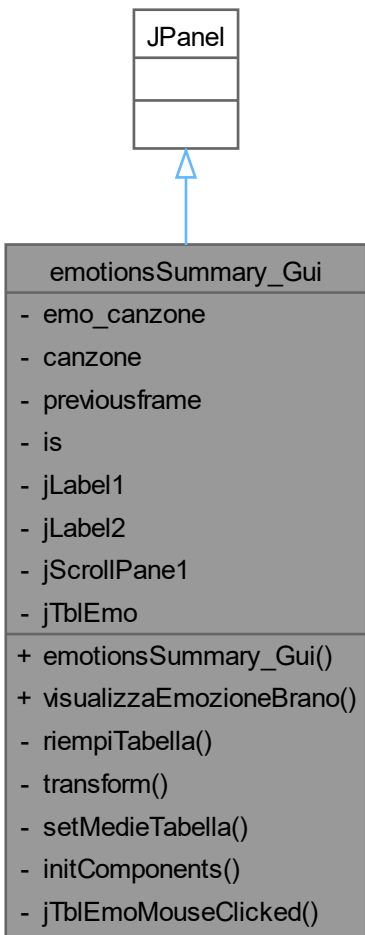 JPanel
emotionsSummary_Gui
- emo_canzone
- canzone
- previousframe
- is
- jLabel1
- jLabel2
- jScrollPane1
- jTblEmo
+ emotionsSummary_Gui()
+ visualizzaEmozioneBrano()
- riempiTabella()
- transform()
- setMedieTabella()
- initComponents()
- jTblEmoMouseClicked()